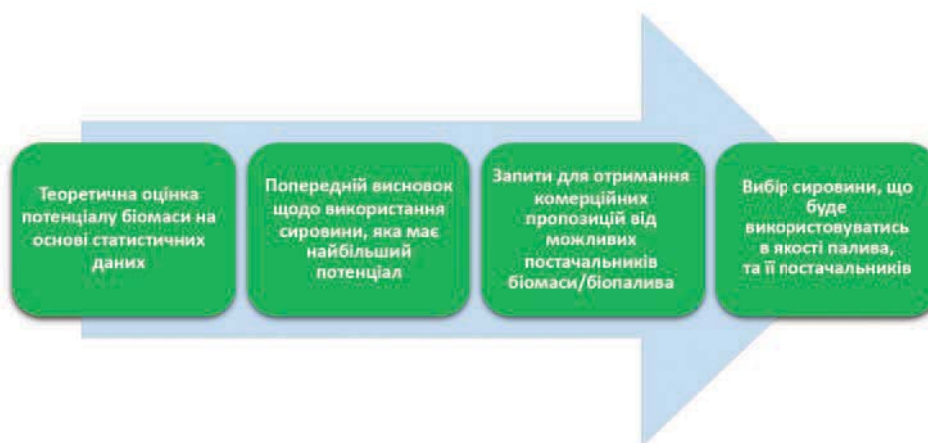 Теоретична оцінка
потенціалу біомаси на
основі статистичних
даних
Попередній висновок
щодо використання
сировини, яка має
найбільший
потенціал
Запити для отримання
комерційних
пропозицій від
можливих
постачальників
біомаси/біопалива
Вибір сировини, що
буде
використовуватись
в якості палива,
та її постачальників